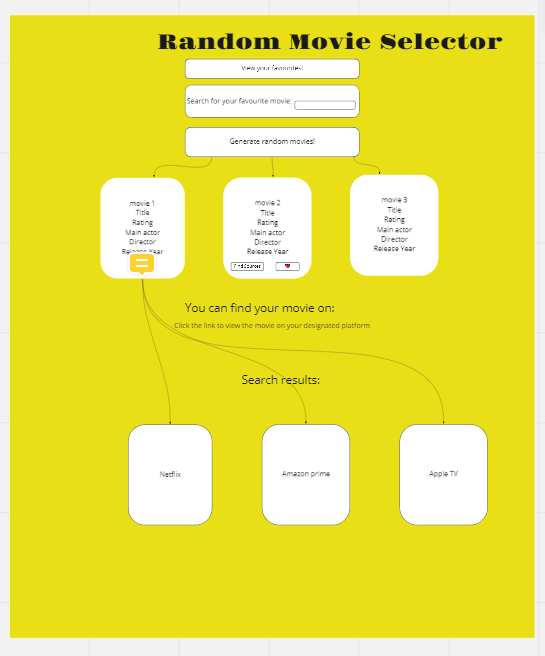 Random Movie Selector
View your favourites!
Search for your favourite movie:
Generate random movies!
movie 1
Title
Rating
Main actor
Director
Release Year
movie 2
Title
Rating
Main actor
Director
Release Year
Find Sources
movie 3
Title
Rating
Main actor
Director
Release Year
You can find your movie on:
Click the link to view the movie on your designated platform
Search results:
Netflix
Amazon prime
Apple TV